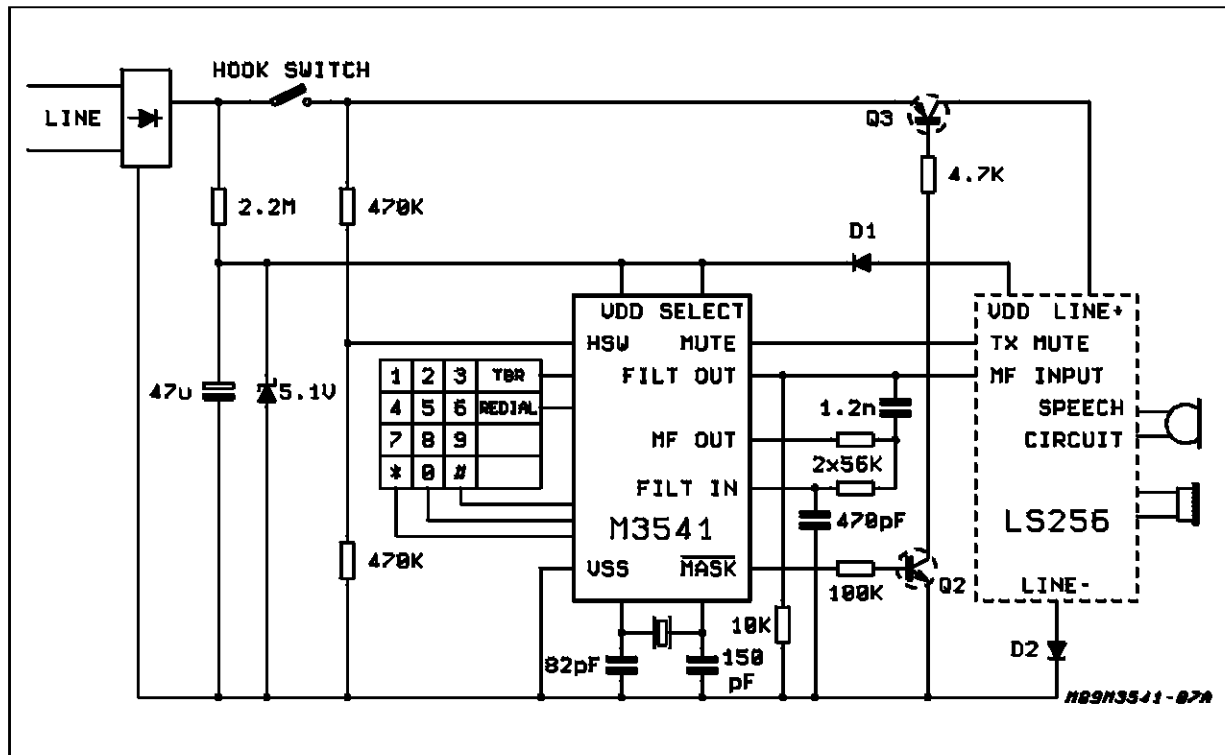 HOOK SWITCH
LINE
Q3
4.7K
2.2M
470K
D1
VDD SELECT
VDD LINE+
HSW MUTE
TX MUTE
1 2 3 TBR
FILT OUT
MF INPUT
47u
5.1V
4 5 6 REDIAL
1.2n
SPEECH
7 8 9
MF OUT
CIRCUIT
2x56K
* 0 #
FILT IN
M3541
470pF
LS256
470K
VSS MASK
100K
Q2
LINE-
10K
D2
82pF
150
pF
M89M3541-07A